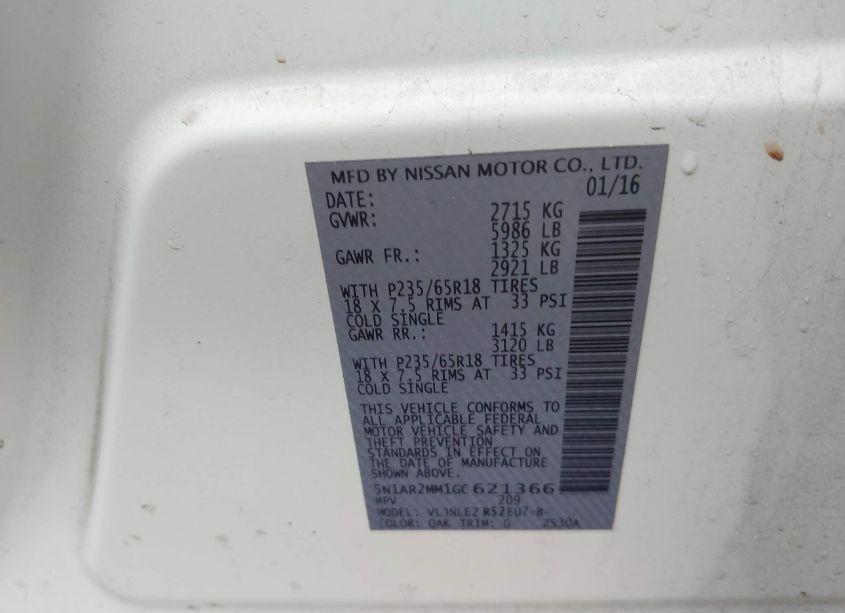 MFD BY NISSAN MOTOR CO., LTD.
DATE: 01/16
GVWR: 2715 KG
5986 LB
GAWR FR.: 1325 KG
2921 LB
WITH P235/65R18 TIRES
18 X 7.5 RIMS AT 33 PSI
COLD SINGLE
GAWR RR.: 1415 KG
3120 LB
WITH P235/65R18 TIRES
18 X 7.5 RIMS AT 33 PSI
COLD SINGLE
THIS VEHICLE CONFORMS TO
ALL APPLICABLE FEDERAL
MOTOR VEHICLE SAFETY AND
THEFT PREVENTION
STANDARDS IN EFFECT ON
THE DATE OF MANUFACTURE
SHOWN ABOVE.
5N1AR2MM1GC621366
MPV 209
MODEL: R52EU7-B-
COLOR: QAK TRIM: G 2530A